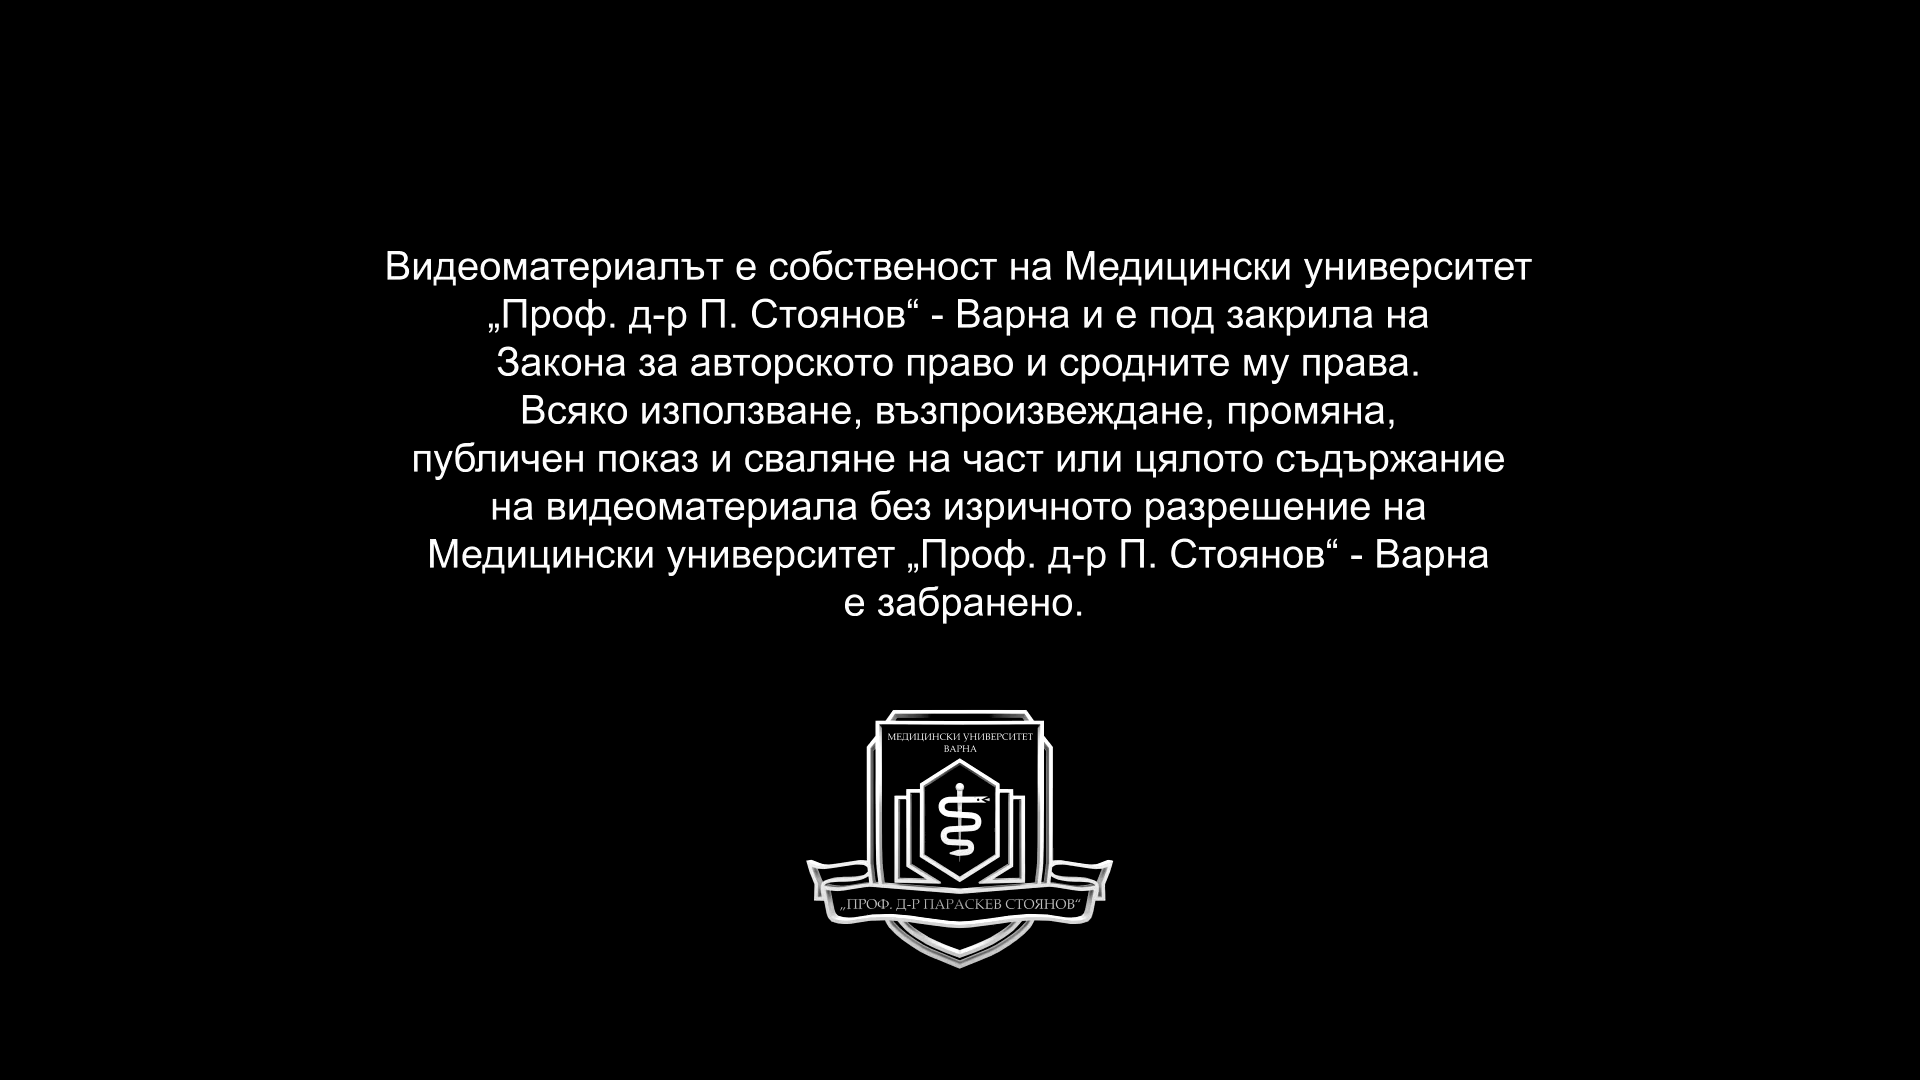 Видеоматериалът е собственост на Медицински университет
„Проф. д-р П. Стоянов“ - Варна и е под закрила на
Закона за авторското право и сродните му права.
Всяко използване, възпроизвеждане, промяна,
публичен показ и сваляне на част или цялото съдържание
на видеоматериала без изричното разрешение на
Медицински университет „Проф. д-р П. Стоянов“ - Варна
е забранено.
МЕДИЦИНСКИ УНИВЕРСИТЕТ
ВАРНА
„ПРОФ. Д-Р ПАРАСКЕВ СТОЯНОВ“